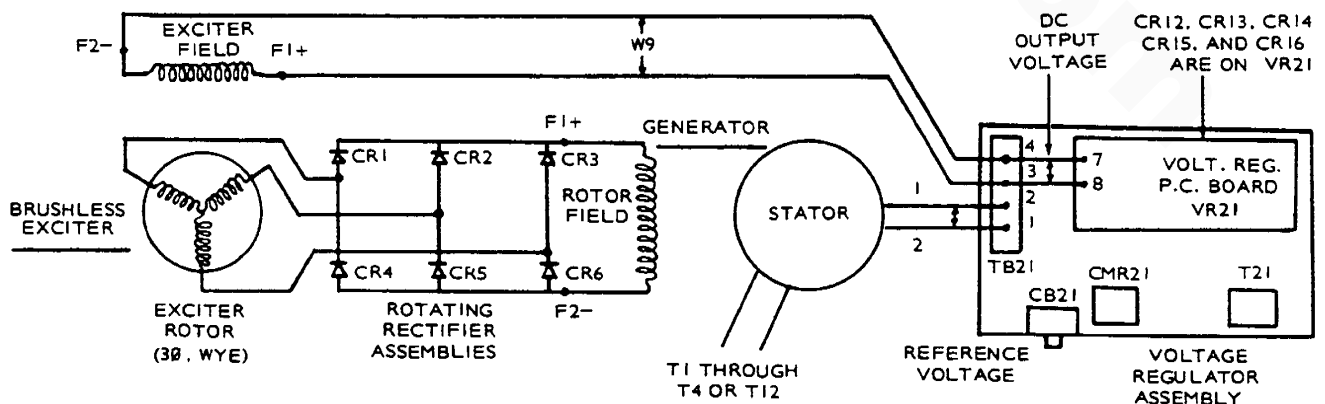 EXCITER
FIELD
F2-
F1+
W9
DC
OUTPUT
VOLTAGE
CR12, CR13, CR14
CR15, AND CR16
ARE ON VR21
BRUSHLESS
EXCITER
EXCITER
ROTOR
(3Ø, WYE)
F1+
CR1
CR2
CR3
CR4
CR5
CR6
F2-
ROTOR
FIELD
ROTATING
RECTIFIER
ASSEMBLIES
GENERATOR
STATOR
1
2
T1 THROUGH
T4 OR T12
4
3
2
1
TB21
7
8
VOLT. REG.
P.C. BOARD
VR21
CB21
CMR21
T21
REFERENCE
VOLTAGE
VOLTAGE
REGULATOR
ASSEMBLY